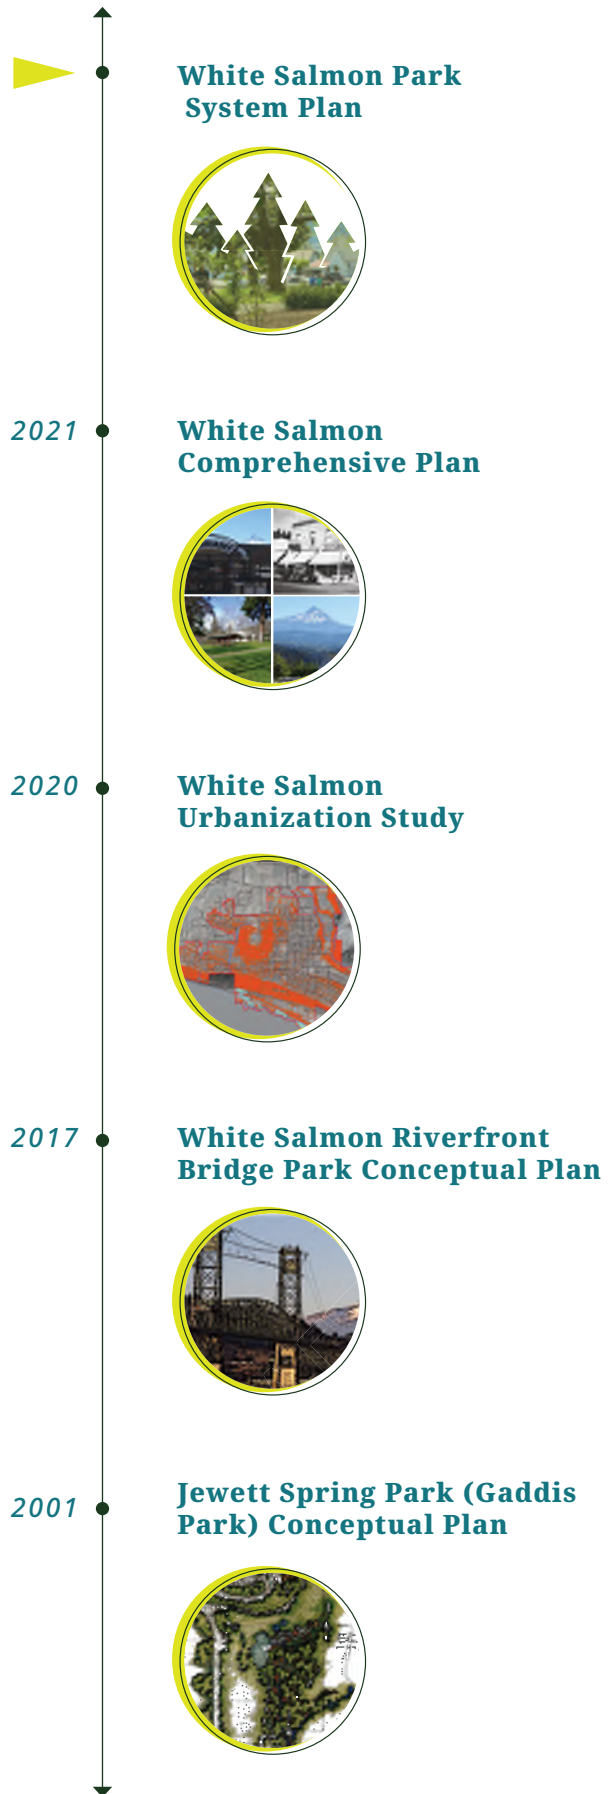 White Salmon Park
System Plan
2021
White Salmon
Comprehensive Plan
2020
White Salmon
Urbanization Study
2017
White Salmon Riverfront
Bridge Park Conceptual Plan
2001
Jewett Spring Park (Gaddis
Park) Conceptual Plan